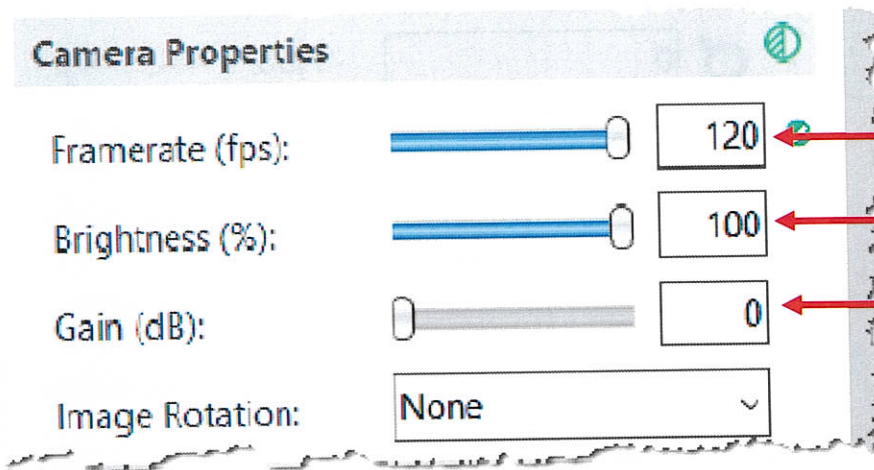 Camera Properties
Framerate (fps): 120
Brightness (%): 100
Gain (dB): 0
Image Rotation: None